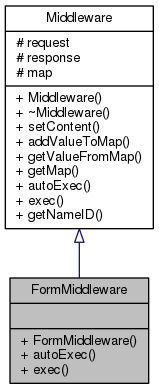 Middleware
# request
# response
# map
+ Middleware()
+ ~Middleware()
+ setContent()
+ addValueToMap()
+ getValueFromMap()
+ getMap()
+ autoExec()
+ exec()
+ getNameID()
FormMiddleware
+ FormMiddleware()
+ autoExec()
+ exec()